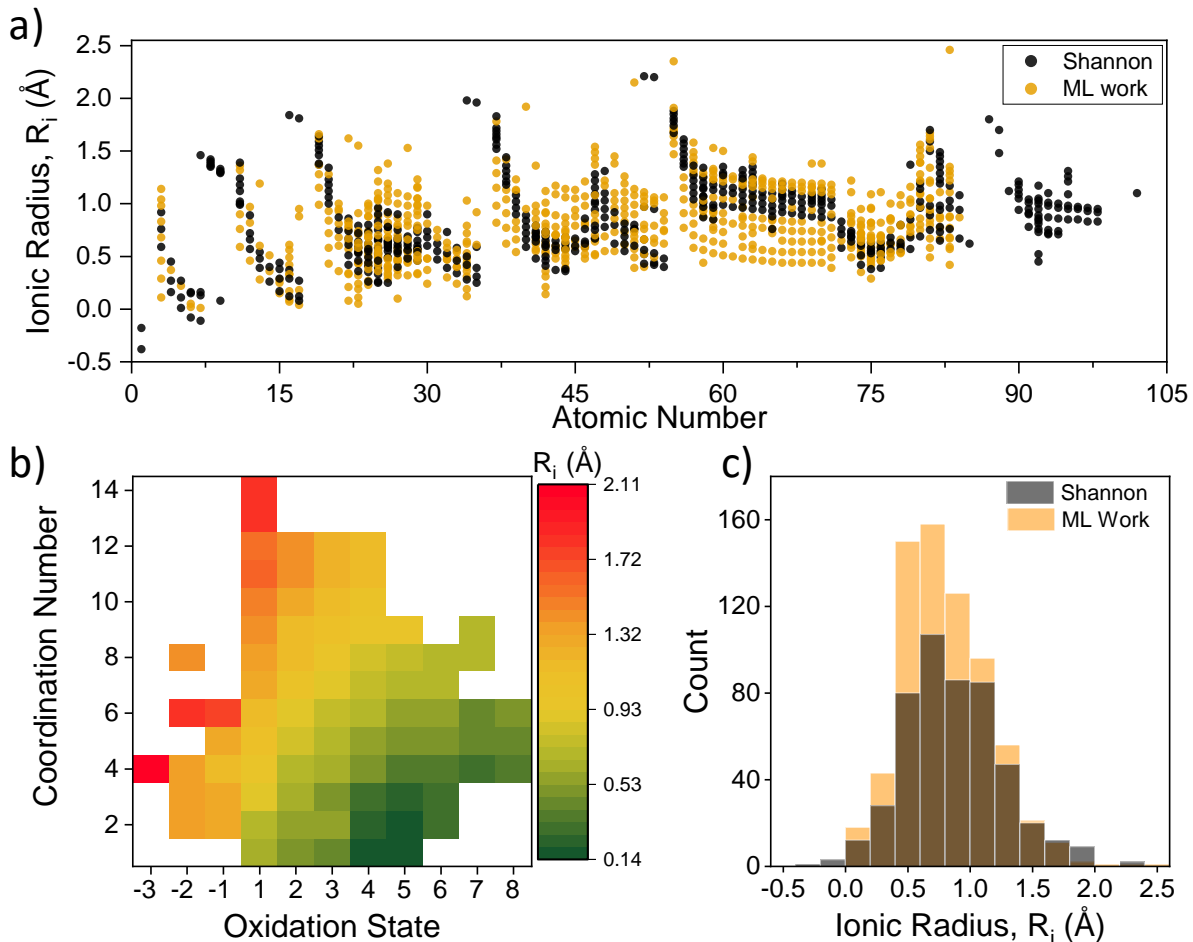 a)
Ionic Radius, R_i (Å)
2.5
2.0
1.5
1.0
0.5
0.0
-0.5
Shannon
ML work
0 15 30 45 60 75 90 105
Atomic Number
b)
Coordination Number
14
12
10
8
6
4
2
-3 -2 -1 1 2 3 4 5 6 7 8
Oxidation State
R_i (Å)
2.11
1.72
1.32
0.93
0.53
0.14
c)
Count
160
120
80
40
0
Shannon
ML Work
-0.5 0.0 0.5 1.0 1.5 2.0 2.5
Ionic Radius, R_i (Å)